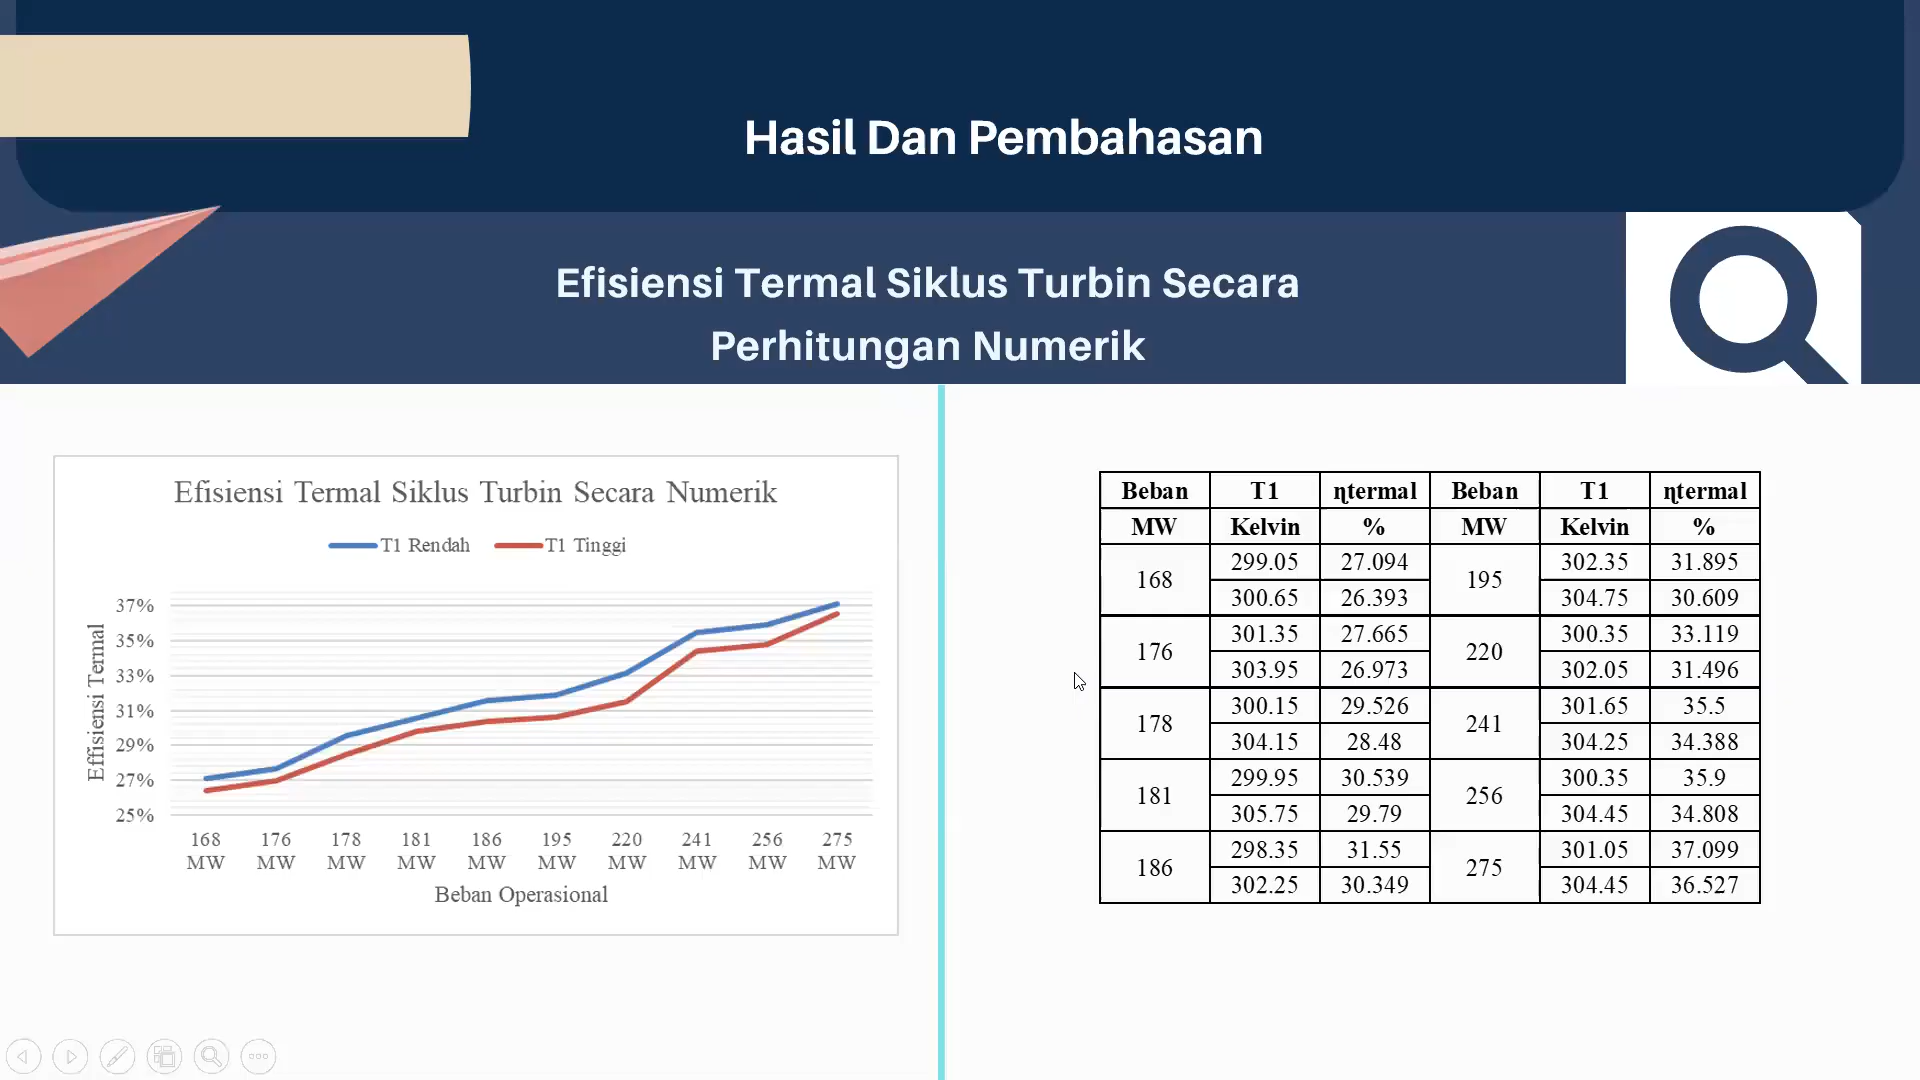 Hasil Dan Pembahasan
Efisiensi Termal Siklus Turbin Secara
Perhitungan Numerik
Efisiensi Termal Siklus Turbin Secara Numerik
T1 Rendah T1 Tinggi
Effisiensi Termal
37%
35%
33%
31%
29%
27%
25%
168 176 178 181 186 195 220 241 256 275
MW MW MW MW MW MW MW MW MW MW
Beban Operasional
Beban T1 ηtermal Beban T1 ηtermal
MW Kelvin % MW Kelvin %
168 299.05 27.094 195 302.35 31.895
300.65 26.393 304.75 30.609
176 301.35 27.665 220 300.35 33.119
303.95 26.973 302.05 31.496
178 300.15 29.526 241 301.65 35.5
304.15 28.48 304.25 34.388
181 299.95 30.539 256 300.35 35.9
305.75 29.79 304.45 34.808
186 298.35 31.55 275 301.05 37.099
302.25 30.349 304.45 36.527